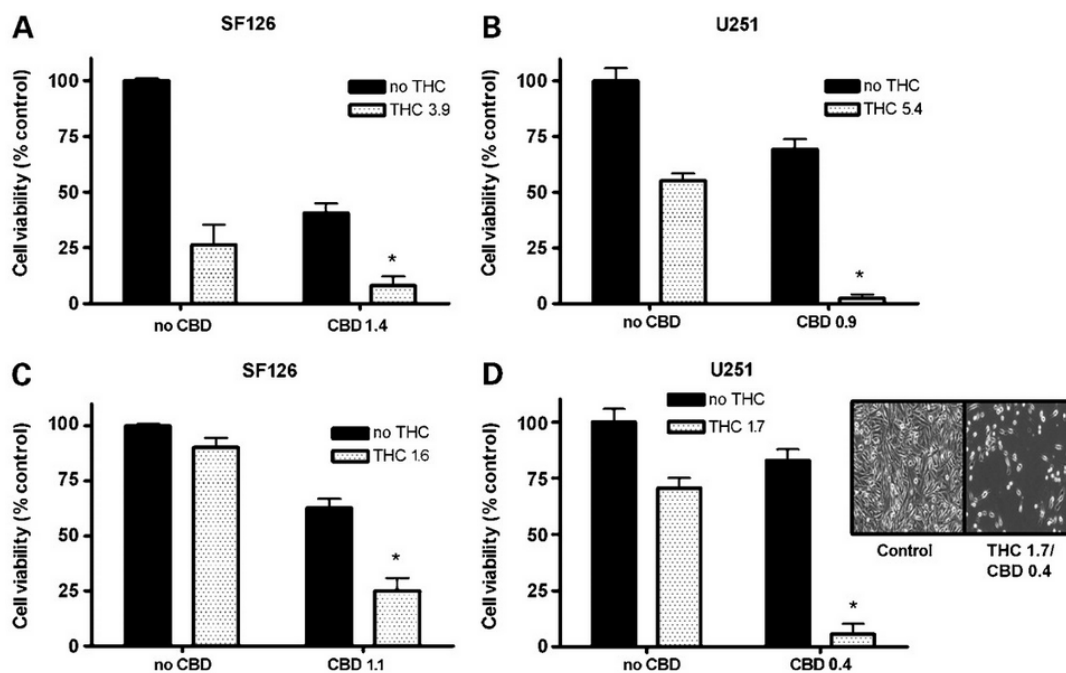 A
SF126
Cell viability (% control)
100
75
50
25
0
no THC
THC 3.9
*
no CBD
CBD 1.4
B
U251
Cell viability (% control)
100
75
50
25
0
no THC
THC 5.4
*
no CBD
CBD 0.9
C
SF126
Cell viability (% control)
100
75
50
25
0
no THC
THC 1.6
*
no CBD
CBD 1.1
D
U251
Cell viability (% control)
100
75
50
25
0
no THC
THC 1.7
*
no CBD
CBD 0.4
Control
THC 1.7/
CBD 0.4